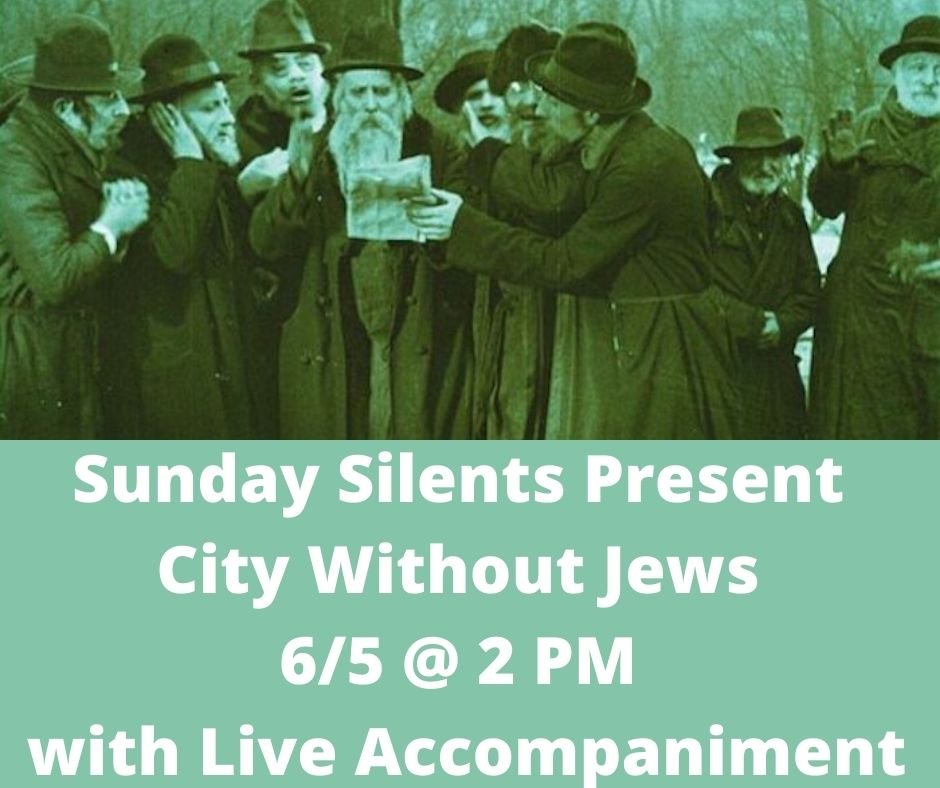 Sunday Silents Present
City Without Jews
6/5 @ 2 PM
with Live Accompaniment